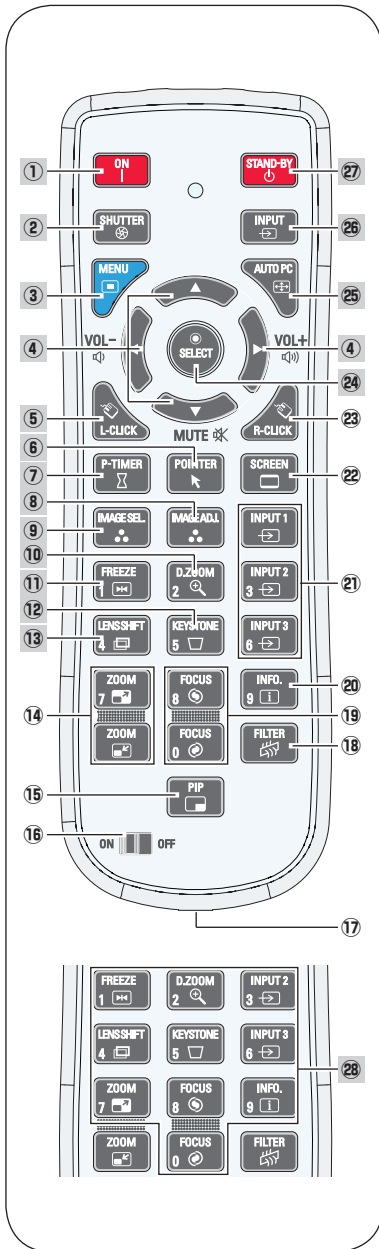 ① ON STAND-BY ㉗
② SHUTTER INPUT ㉖
③ MENU AUTO PC ㉕
④ VOL- VOL+ ④
SELECT ㉔
⑤ L-CLICK R-CLICK ㉓
MUTE
⑥
⑦ P-TIMER POINTER SCREEN ㉒
⑧
⑨ IMAGE SEL. IMAGE ADJ. INPUT 1
⑩
⑪ FREEZE D.ZOOM INPUT 2 ㉑
1 2 3
⑫
⑬ LENS SHIFT KEYSTONE INPUT 3
4 5 6
ZOOM FOCUS INFO. ⑳
7 8 9
⑭ ⑲
ZOOM FOCUS FILTER ⑱
0
⑮ PIP
⑯ ON OFF
⑰
FREEZE D.ZOOM INPUT 2
1 2 3
LENS SHIFT KEYSTONE INPUT 3
4 5 6
㉘
ZOOM FOCUS INFO.
7 8 9
ZOOM FOCUS FILTER
0